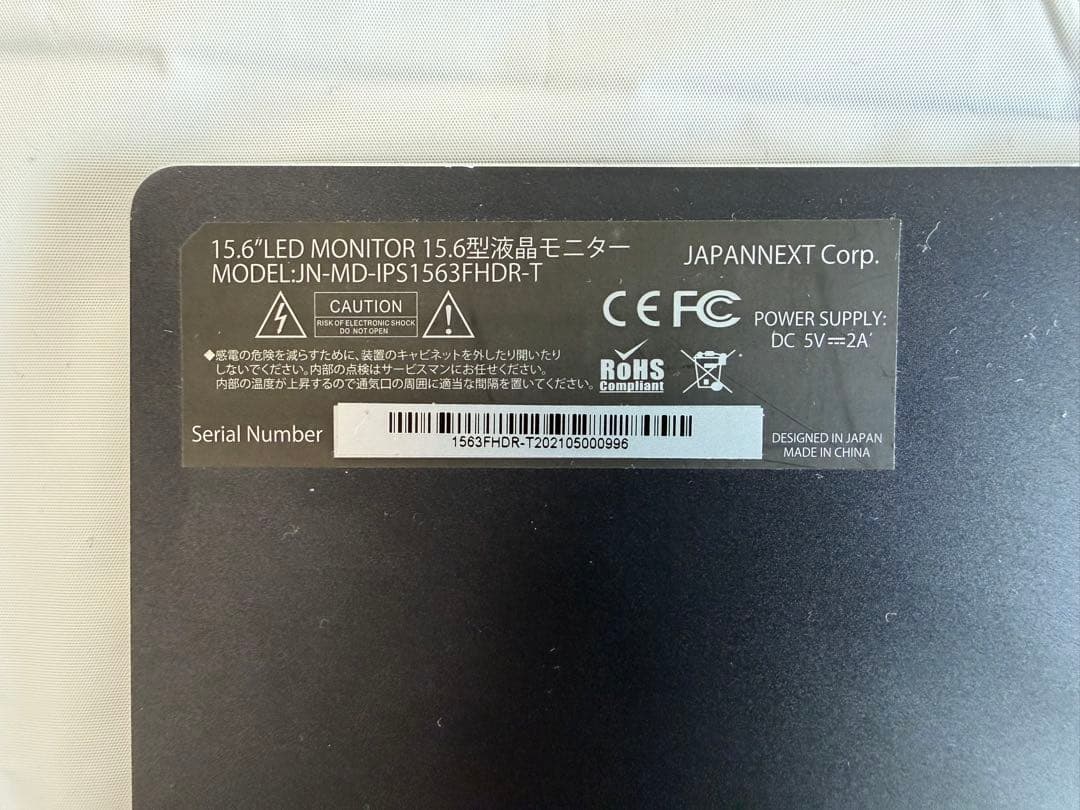 15.6”LED MONITOR 15.6型液晶モニター
MODEL:JN-MD-IPS1563FHDR-T
JAPANNEXT Corp.
CAUTION
RISK OF ELECTRONIC SHOCK
DO NOT OPEN
CE FC
POWER SUPPLY:
DC 5V⎓2A
◆感電の危険を減らすために、装置のキャビネットを外したり開いたり
しないでください。内部の点検はサービスマンにお任せください。
内部の温度が上昇するので通気口の周囲に適当な間隔を置いてください。
RoHS
Compliant
Serial Number
1563FHDR-T202105000996
DESIGNED IN JAPAN
MADE IN CHINA